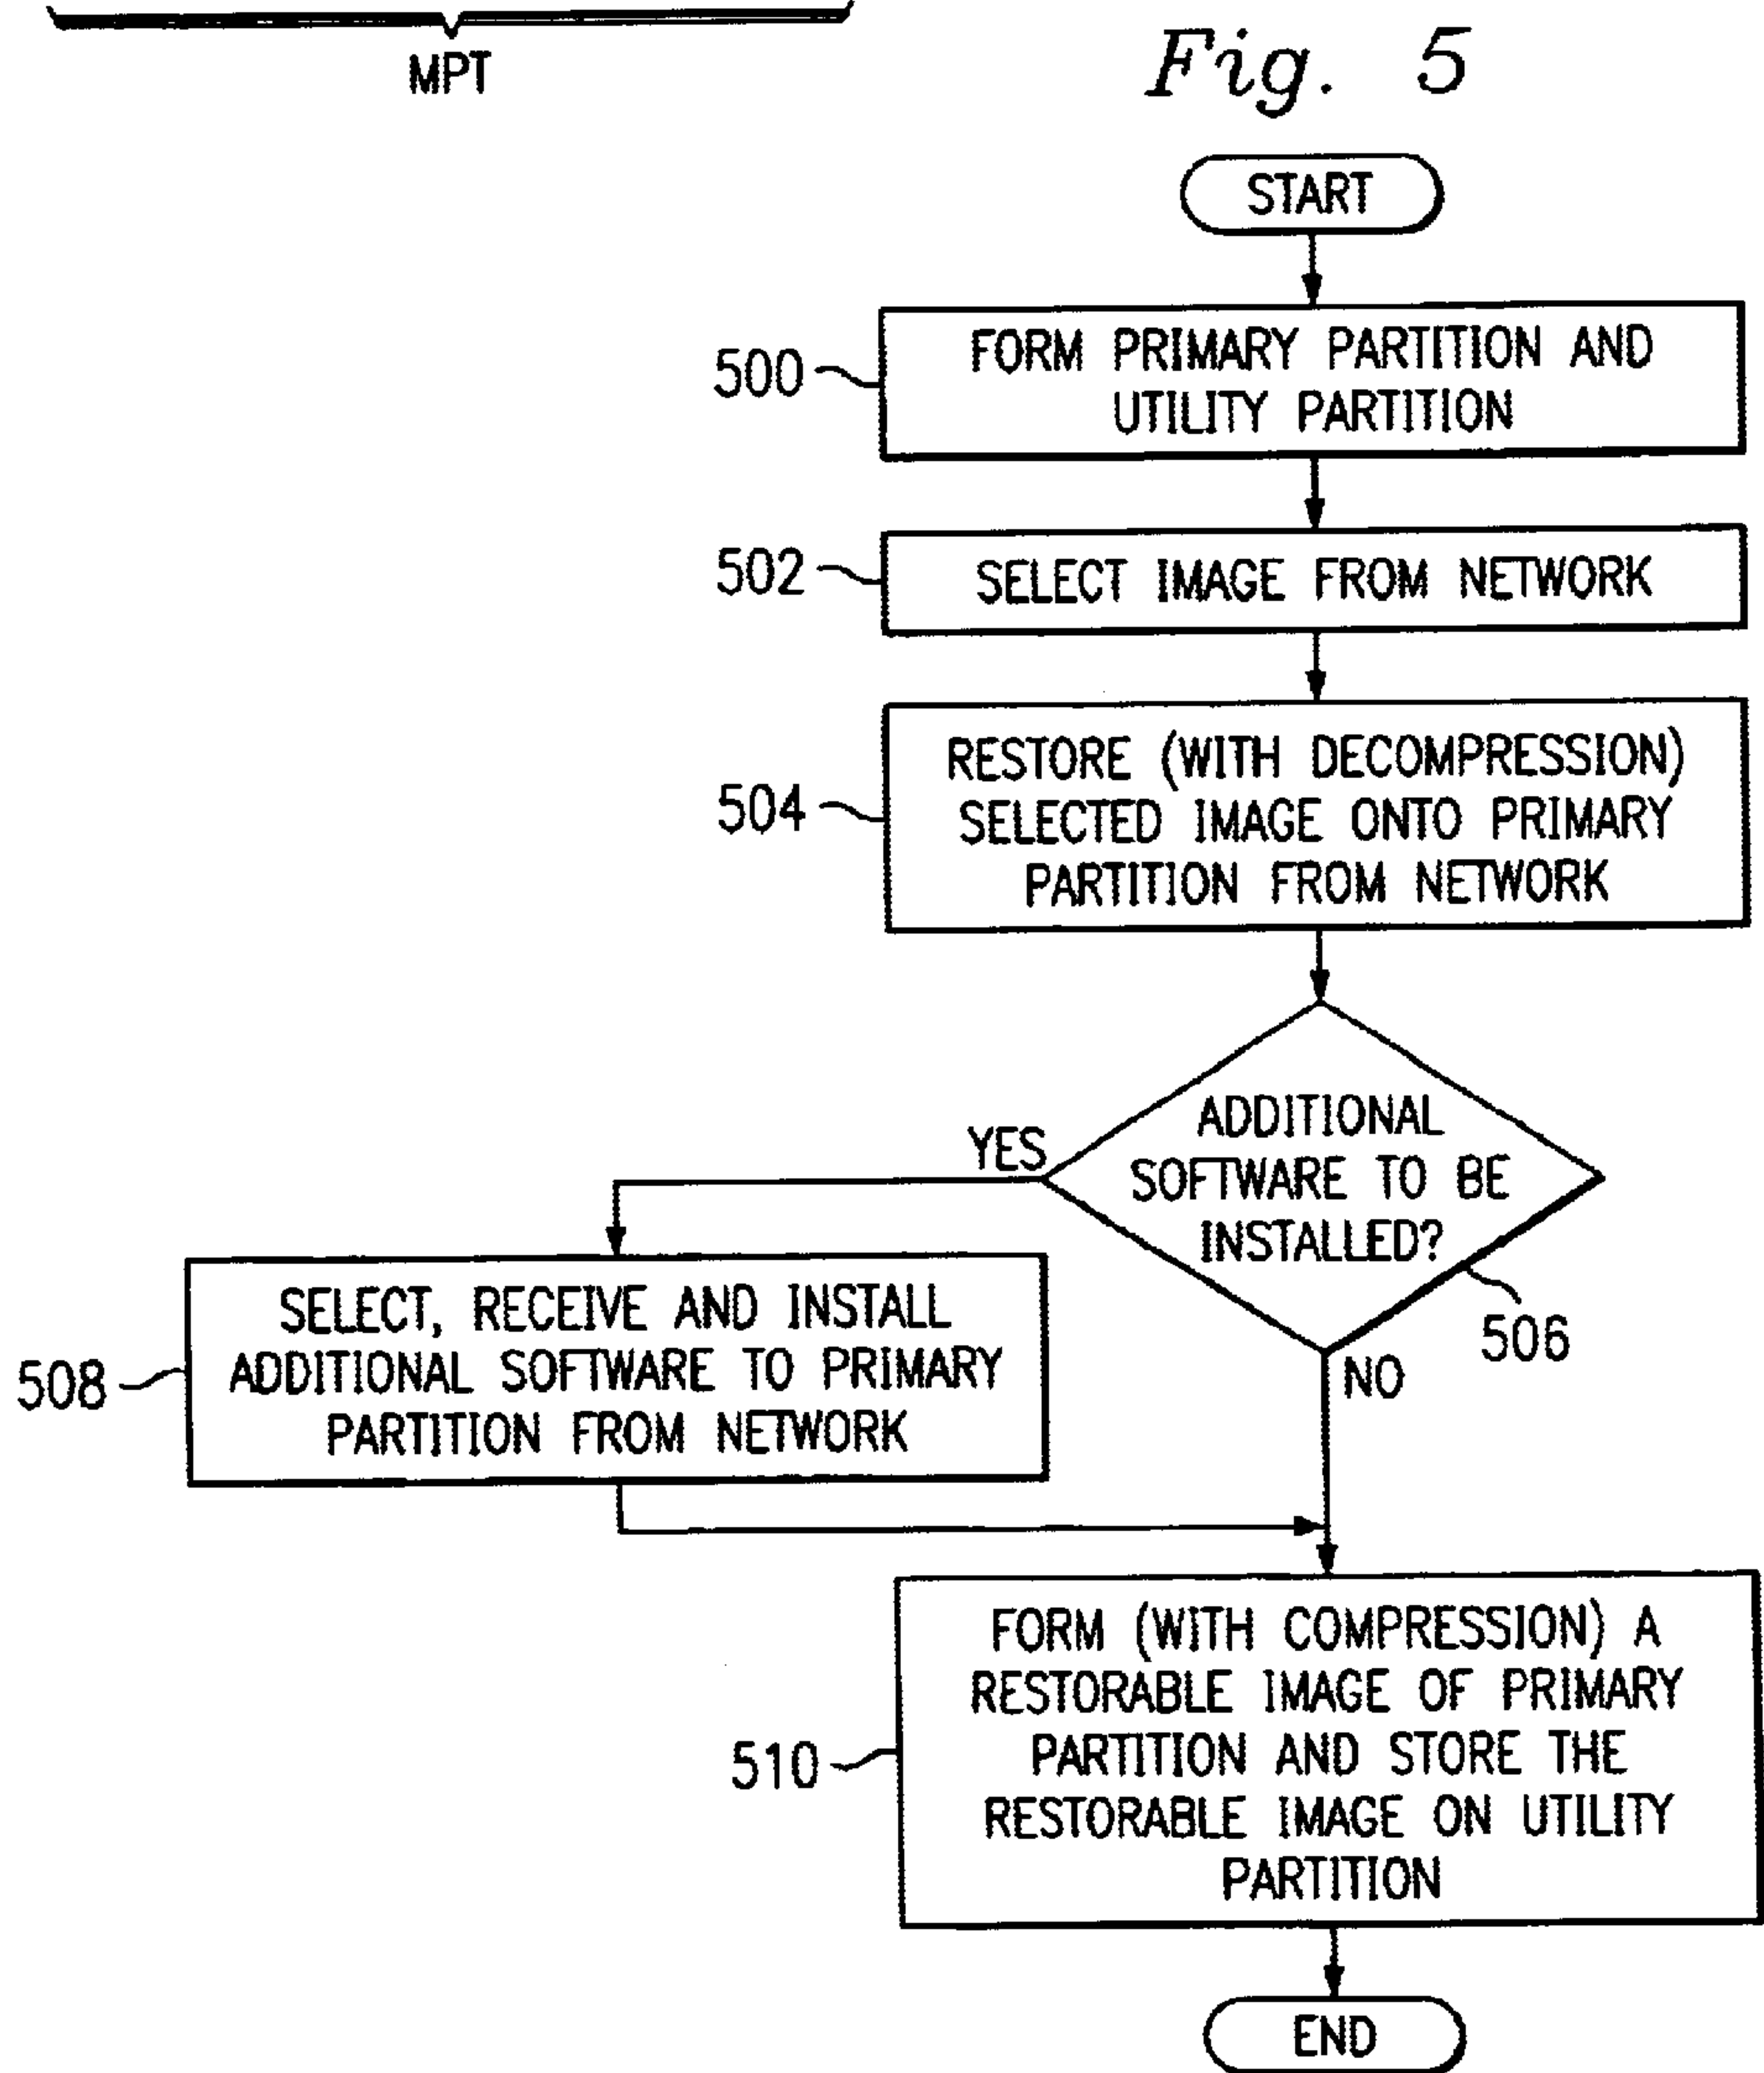 MPT
Fig. 5
START
500
FORM PRIMARY PARTITION AND
UTILITY PARTITION
502
SELECT IMAGE FROM NETWORK
504
RESTORE (WITH DECOMPRESSION)
SELECTED IMAGE ONTO PRIMARY
PARTITION FROM NETWORK
ADDITIONAL
SOFTWARE TO BE
INSTALLED?
506
YES
NO
508
SELECT, RECEIVE AND INSTALL
ADDITIONAL SOFTWARE TO PRIMARY
PARTITION FROM NETWORK
510
FORM (WITH COMPRESSION) A
RESTORABLE IMAGE OF PRIMARY
PARTITION AND STORE THE
RESTORABLE IMAGE ON UTILITY
PARTITION
END